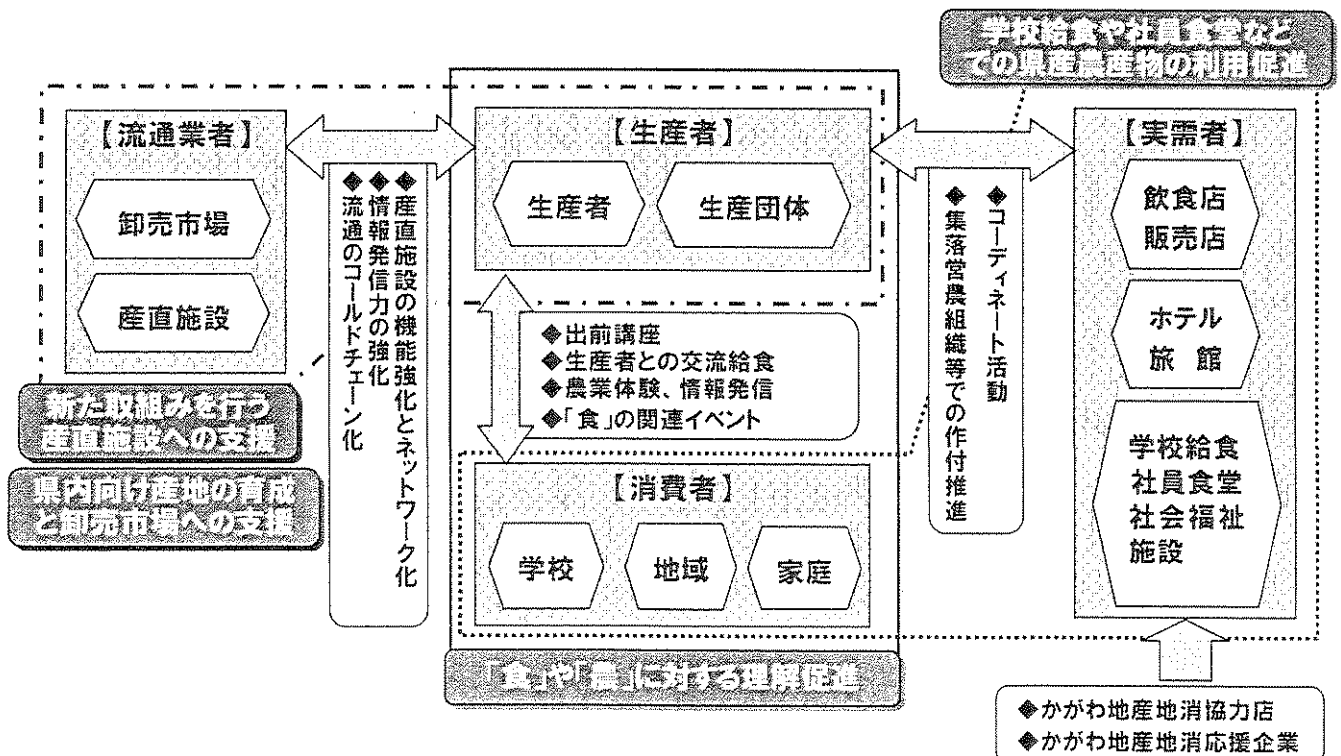 学校給食や社員食堂など
での県産農産物の利用促進
【流通業者】
卸売市場
産直施設
◆産直施設の機能強化とネットワーク化
◆情報発信力の強化
◆流通のコールドチェーン化
【生産者】
生産者
生産団体
◆コーディネート活動
◆集落営農組織等での作付推進
【実需者】
飲食店
販売店
ホテル
旅館
学校給食
社員食堂
社会福祉
施設
◆出前講座
◆生産者との交流給食
◆農業体験、情報発信
◆「食」の関連イベント
新た取組みを行う
産直施設への支援
県内向け産地の育成
と卸売市場への支援
【消費者】
学校
地域
家庭
「食」や「農」に対する理解促進
◆かがわ地産地消協力店
◆かがわ地産地消応援企業